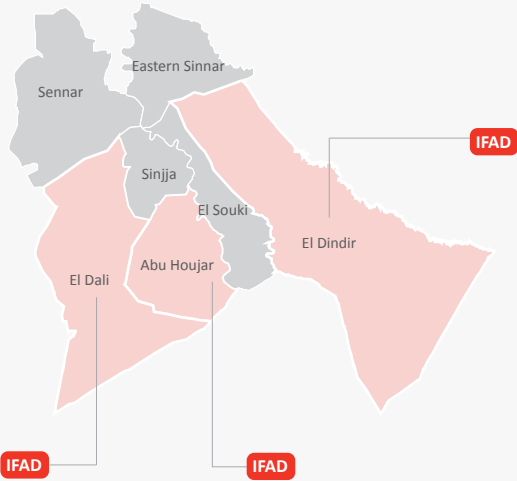 Eastern Sinnar
Sennar
IFAD
Sinjja
El Souki
El Dindir
Abu Houjar
El Dali
IFAD
IFAD